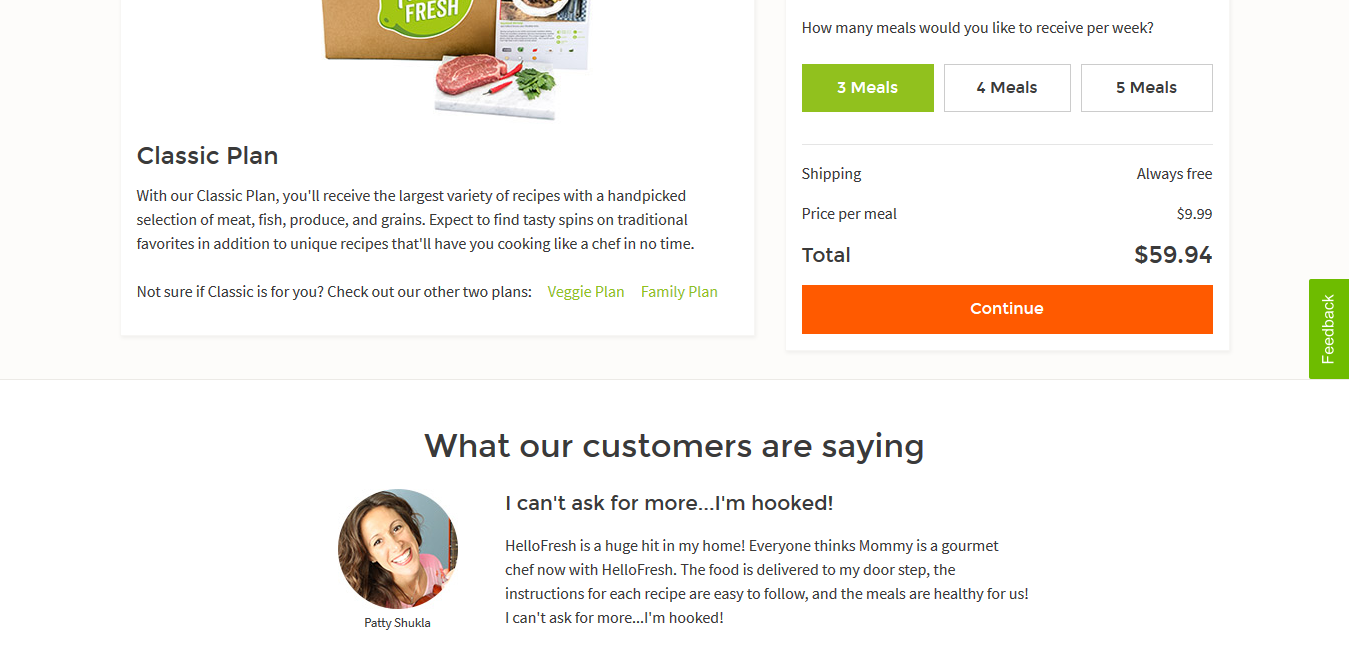 FRESH
How many meals would you like to receive per week?
3 Meals
4 Meals
5 Meals
Classic Plan
With our Classic Plan, you'll receive the largest variety of recipes with a handpicked
selection of meat, fish, produce, and grains. Expect to find tasty spins on traditional
favorites in addition to unique recipes that'll have you cooking like a chef in no time.
Not sure if Classic is for you? Check out our other two plans: Veggie Plan Family Plan
Shipping Always free
Price per meal $9.99
Total $59.94
Continue
Feedback
What our customers are saying
Patty Shukla
I can't ask for more...I'm hooked!
HelloFresh is a huge hit in my home! Everyone thinks Mommy is a gourmet
chef now with HelloFresh. The food is delivered to my door step, the
instructions for each recipe are easy to follow, and the meals are healthy for us!
I can't ask for more...I'm hooked!